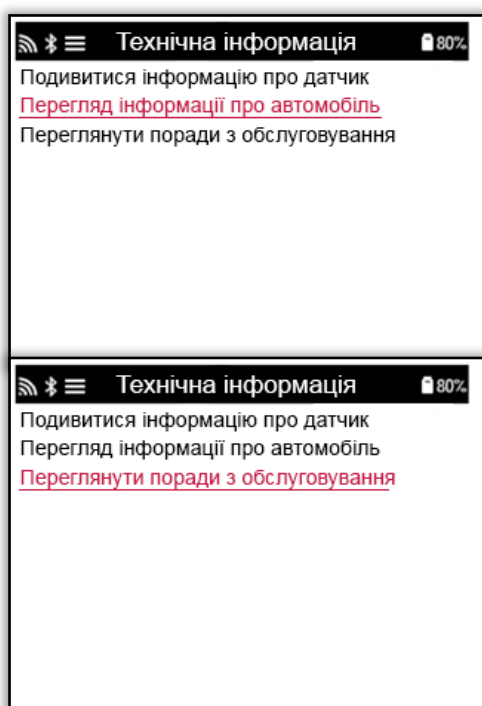 Технічна інформація 80%
Подивитися інформацію про датчик
Перегляд інформації про автомобіль
Переглянути поради з обслуговування
Технічна інформація 80%
Подивитися інформацію про датчик
Перегляд інформації про автомобіль
Переглянути поради з обслуговування